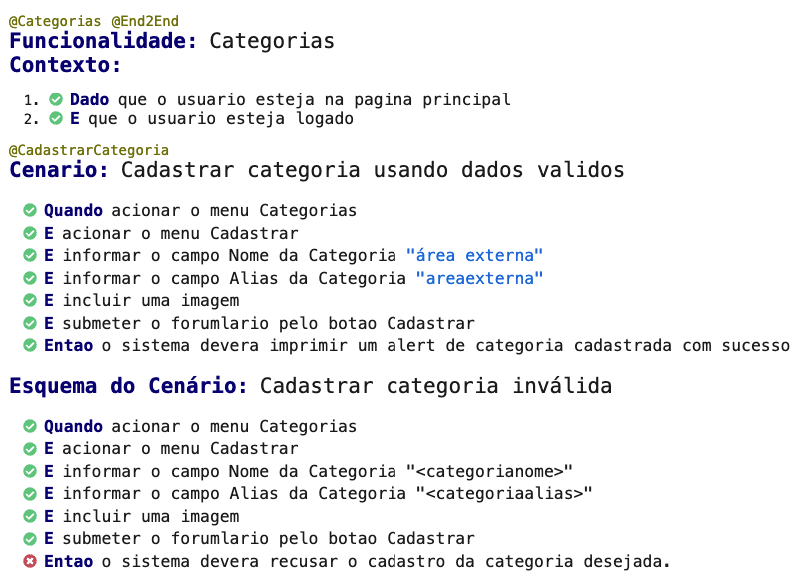 @Categorias @End2End
Funcionalidade: Categorias
Contexto:
1. Dado que o usuario esteja na pagina principal
2. E que o usuario esteja logado
@CadastrarCategoria
Cenario: Cadastrar categoria usando dados validos
Quando acionar o menu Categorias
E acionar o menu Cadastrar
E informar o campo Nome da Categoria "área externa"
E informar o campo Alias da Categoria "areaexterna"
E incluir uma imagem
E submeter o forumlario pelo botao Cadastrar
Entao o sistema devera imprimir um alert de categoria cadastrada com sucesso
Esquema do Cenário: Cadastrar categoria inválida
Quando acionar o menu Categorias
E acionar o menu Cadastrar
E informar o campo Nome da Categoria "<categorianome>"
E informar o campo Alias da Categoria "<categoriaalias>"
E incluir uma imagem
E submeter o forumlario pelo botao Cadastrar
Entao o sistema devera recusar o cadastro da categoria desejada.